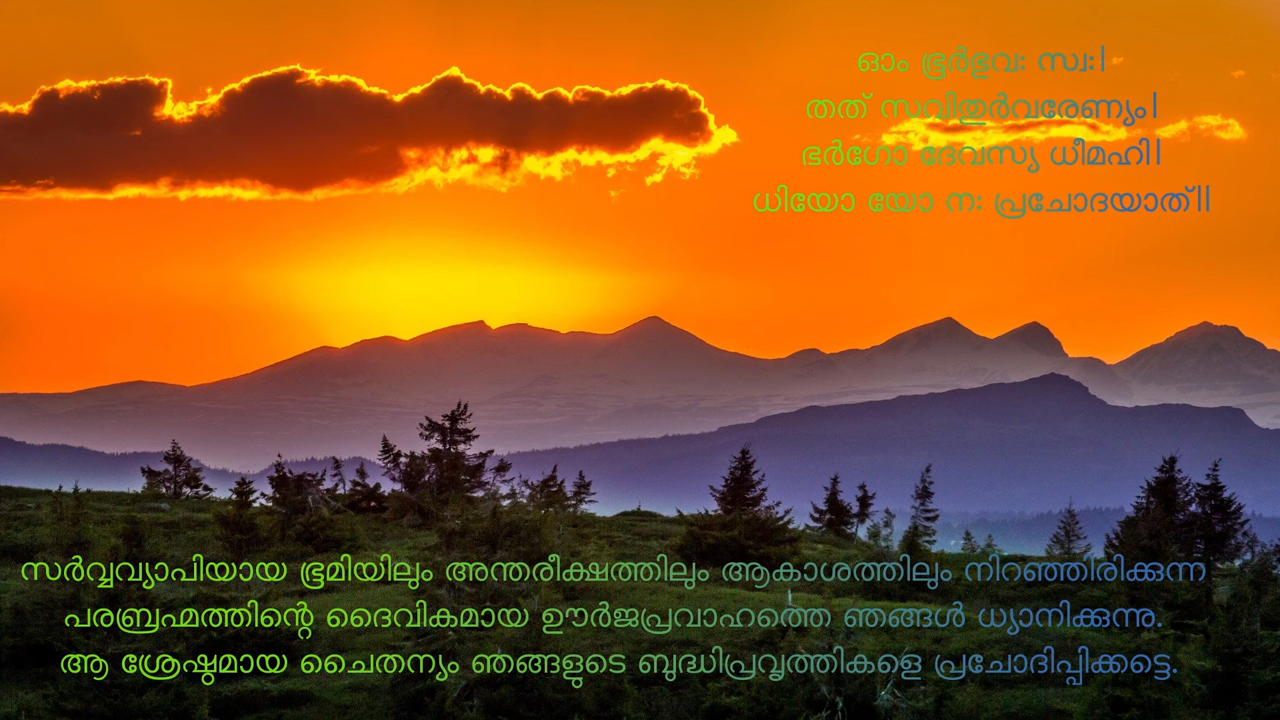 ഓം ഭൂർഭുവഃ സ്വഃ।
തത് സവിതുർവരേണ്യം।
ഭർഗോ ദേവസ്യ ധീമഹി।
ധിയോ യോ നഃ പ്രചോദയാത്॥
സർവ്വവ്യാപിയായ ഭൂമിയിലും അന്തരീക്ഷത്തിലും ആകാശത്തിലും നിറഞ്ഞിരിക്കുന്ന
പരബ്രഹ്മത്തിന്റെ ദൈവികമായ ഊർജപ്രവാഹത്തെ ഞങ്ങൾ ധ്യാനിക്കുന്നു.
ആ ശ്രേഷ്ഠമായ ചൈതന്യം ഞങ്ങളുടെ ബുദ്ധിപ്രവൃത്തികളെ പ്രചോദിപ്പിക്കട്ടെ.